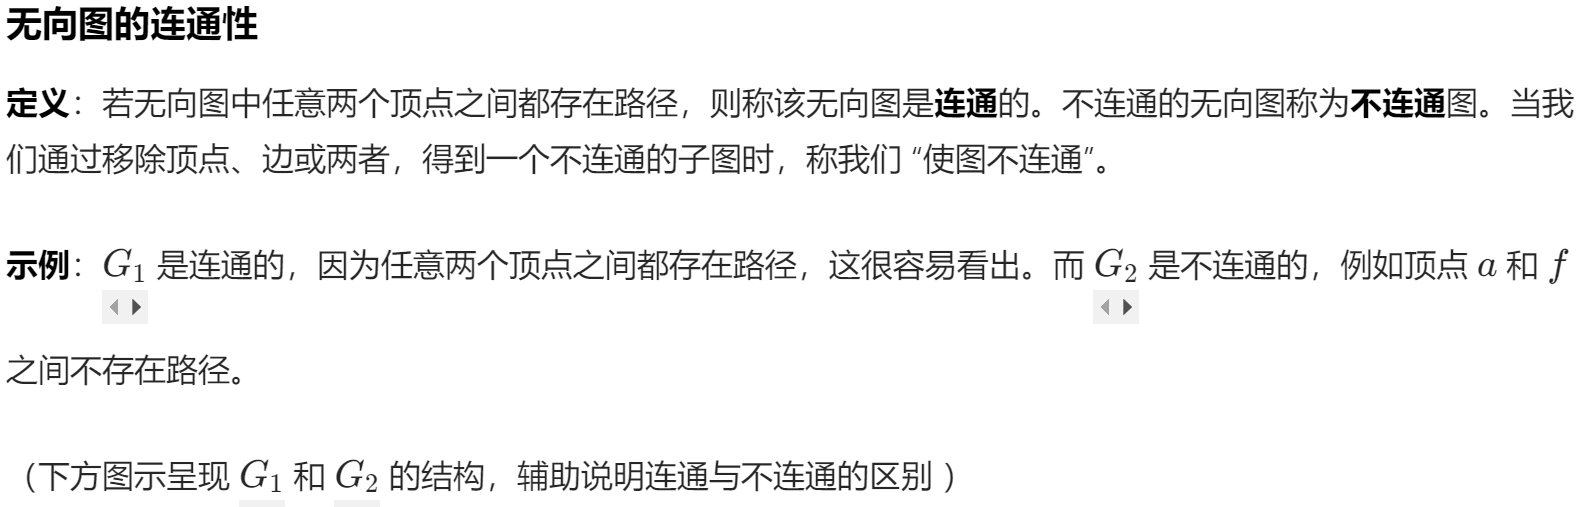 无向图的连通性
定义：若无向图中任意两个顶点之间都存在路径，则称该无向图是连通的。不连通的无向图称为不连通图。当我
们通过移除顶点、边或两者，得到一个不连通的子图时，称我们 “使图不连通”。
示例：G₁ 是连通的，因为任意两个顶点之间都存在路径，这很容易看出。而 G₂ 是不连通的，例如顶点 a 和 f
之间不存在路径。
（下方图示呈现 G₁ 和 G₂ 的结构，辅助说明连通与不连通的区别 ）